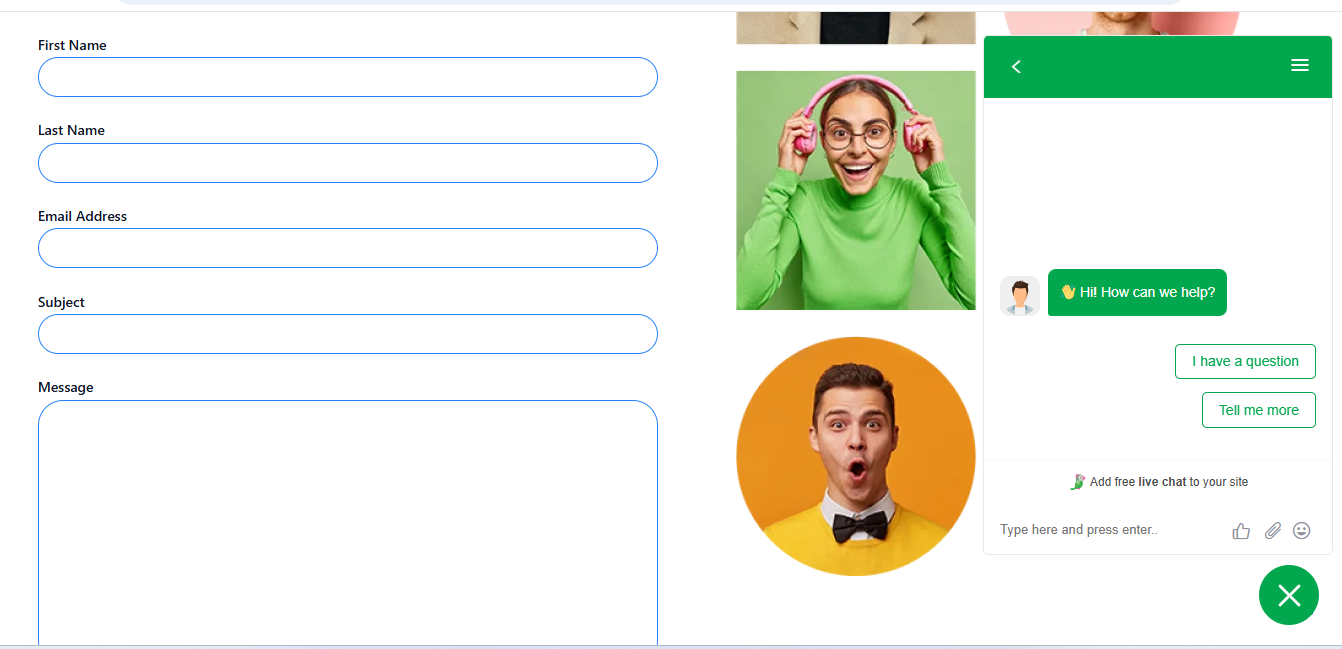 First Name
Last Name
Email Address
Subject
Message
👋 Hi! How can we help?
I have a question
Tell me more
Add free live chat to your site
Type here and press enter..